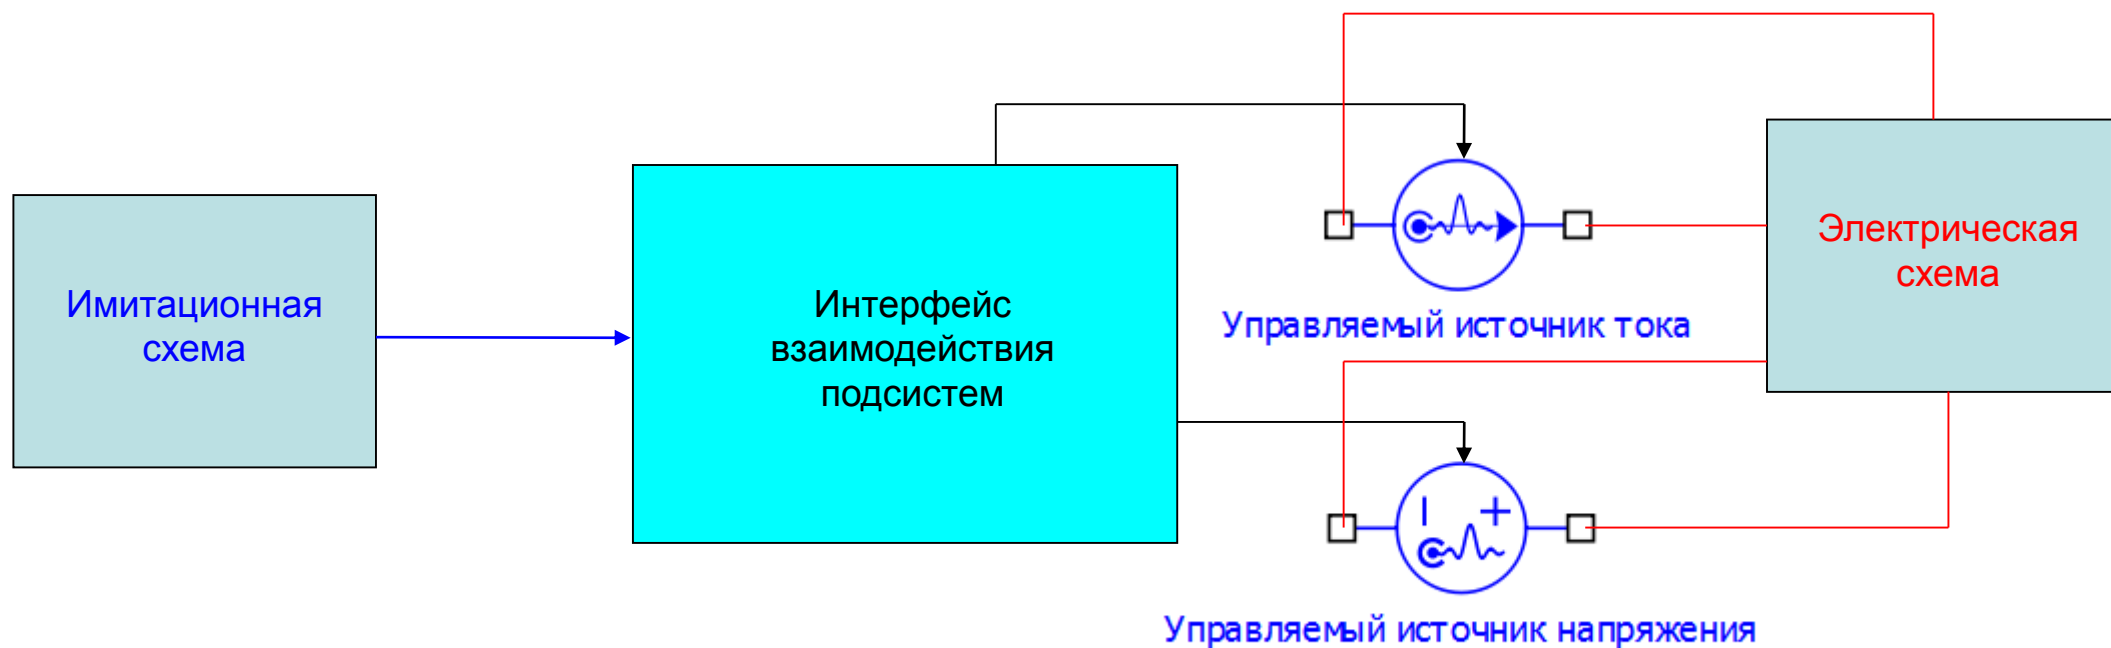 Имитационная
схема
Интерфейс
взаимодействия
подсистем
Управляемый источник тока
Электрическая
схема
Управляемый источник напряжения